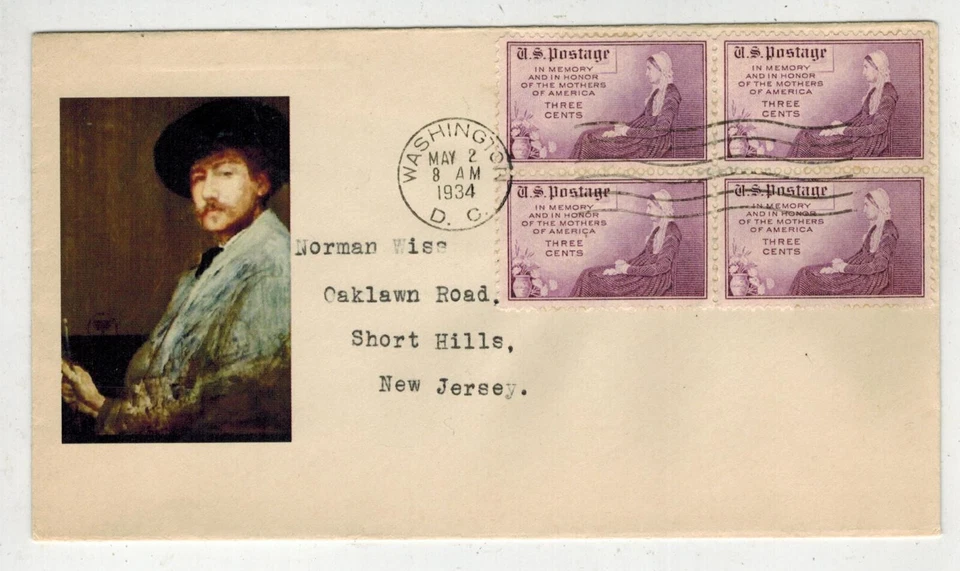 U.S. Postage
IN MEMORY
AND IN HONOR
OF THE MOTHERS
OF AMERICA
THREE
CENTS
U.S. Postage
IN MEMORY
AND IN HONOR
OF THE MOTHERS
OF AMERICA
THREE
CENTS
U.S. Postage
IN MEMORY
AND IN HONOR
OF THE MOTHERS
OF AMERICA
THREE
CENTS
U.S. Postage
IN MEMORY
AND IN HONOR
OF THE MOTHERS
OF AMERICA
THREE
CENTS
WASHINGTON
MAY 2
8 AM
1934
D. C.
Norman Wiss
Oaklawn Road,
Short Hills,
New Jersey.